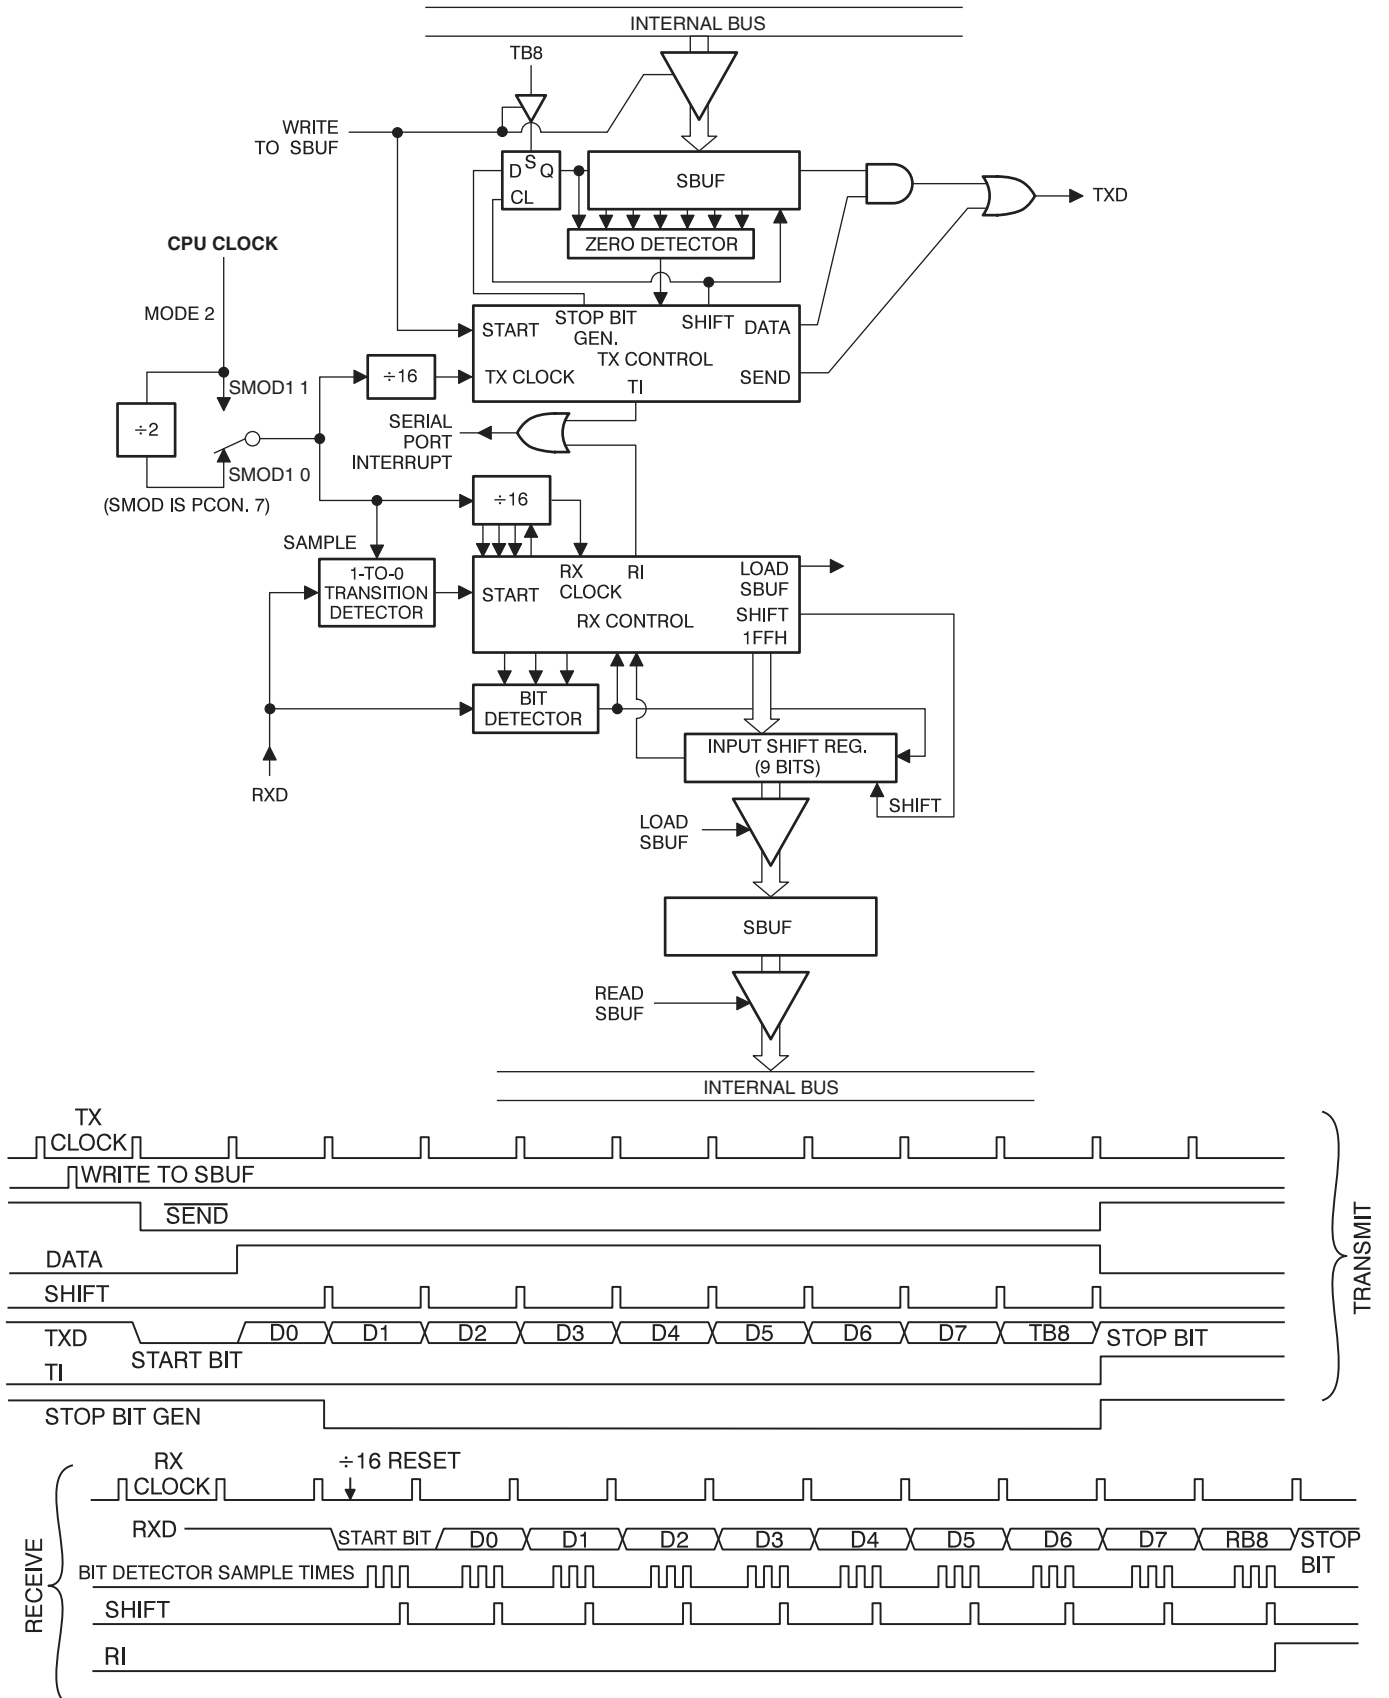 INTERNAL BUS
TB8
WRITE
TO SBUF
D S Q
CL
SBUF
TXD
ZERO DETECTOR
CPU CLOCK
MODE 2
SMOD1 1
÷2
SMOD1 0
(SMOD IS PCON. 7)
÷16
START
STOP BIT
GEN.
SHIFT
DATA
TX CONTROL
TX CLOCK
TI
SEND
SERIAL
PORT
INTERRUPT
÷16
SAMPLE
1-TO-0
TRANSITION
DETECTOR
START
RX
CLOCK
RI
LOAD
SBUF
SHIFT
RX CONTROL
1FFH
BIT
DETECTOR
INPUT SHIFT REG.
(9 BITS)
RXD
SHIFT
LOAD
SBUF
SBUF
READ
SBUF
INTERNAL BUS
TX
CLOCK
WRITE TO SBUF
SEND
DATA
SHIFT
TXD
D0 D1 D2 D3 D4 D5 D6 D7 TB8
STOP BIT
START BIT
TI
STOP BIT GEN
TRANSMIT
RX
CLOCK
÷16 RESET
RXD
START BIT
D0 D1 D2 D3 D4 D5 D6 D7 RB8
STOP
BIT
BIT DETECTOR SAMPLE TIMES
SHIFT
RI
RECEIVE